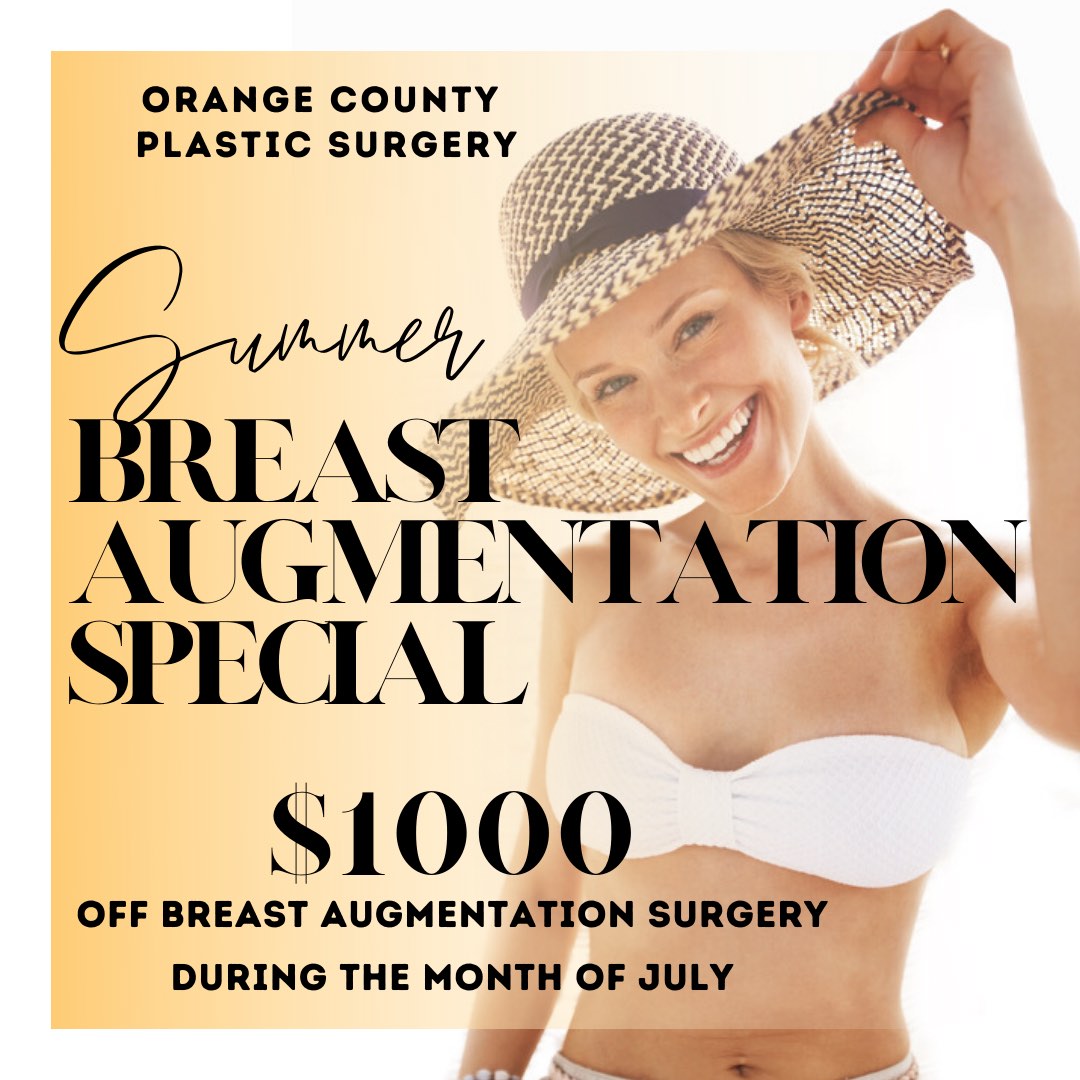 ORANGE COUNTY
PLASTIC SURGERY
Summer
BREAST
AUGMENTATION
SPECIAL
$1000
OFF BREAST AUGMENTATION SURGERY
DURING THE MONTH OF JULY